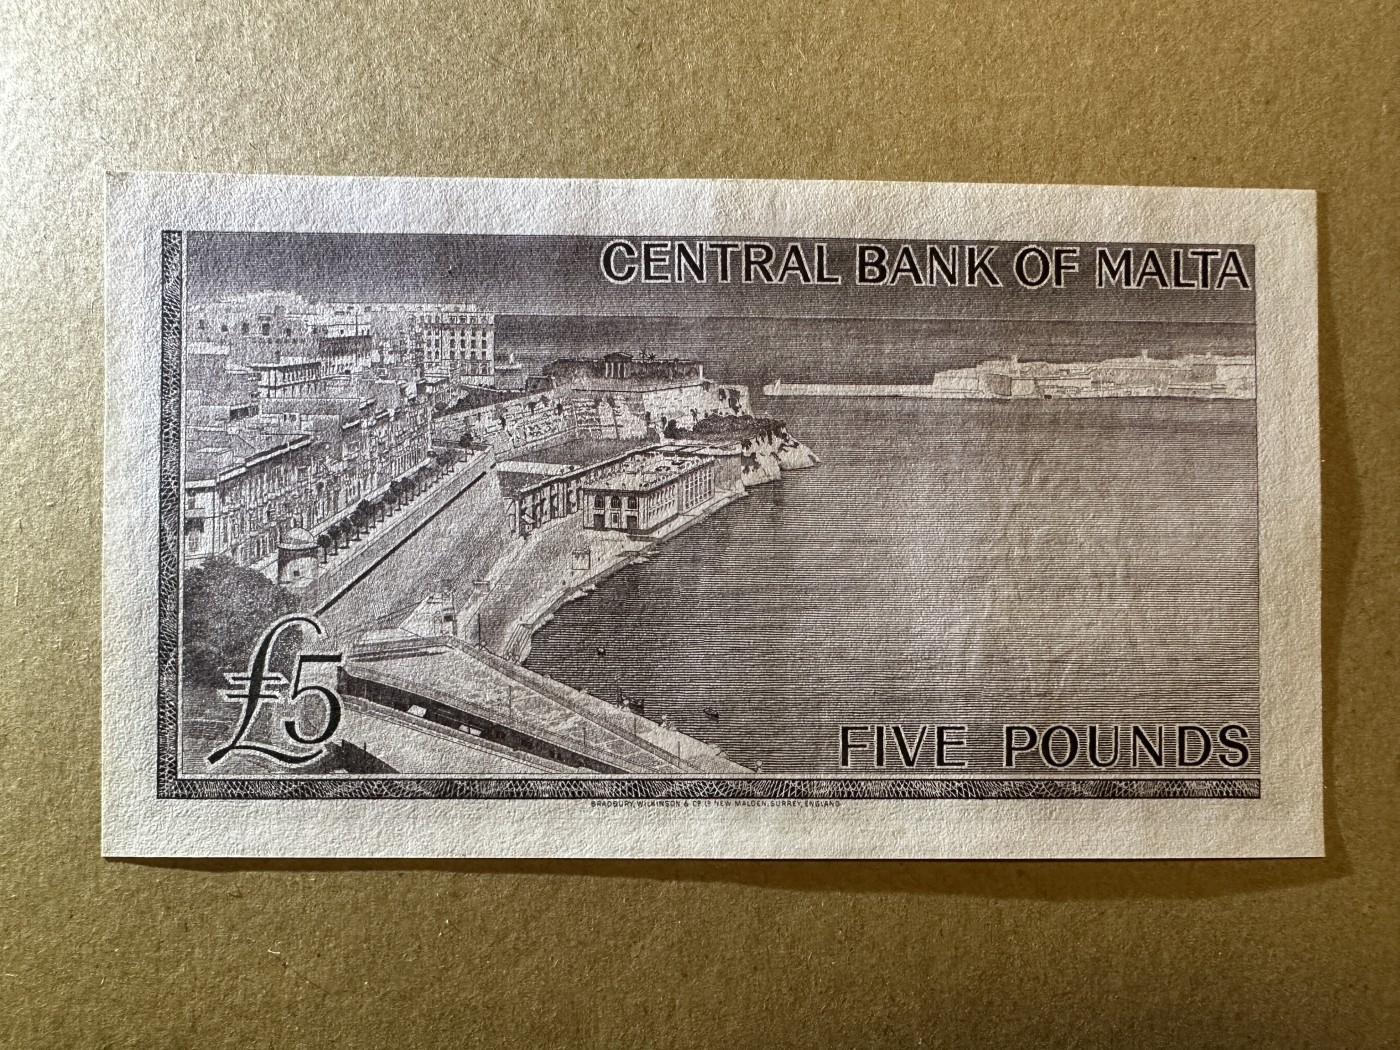 CENTRAL BANK OF MALTA
£5
FIVE POUNDS
BRADBURY, WILKINSON & Cº. Lᴰ. NEW MALDEN, SURREY, ENGLAND.